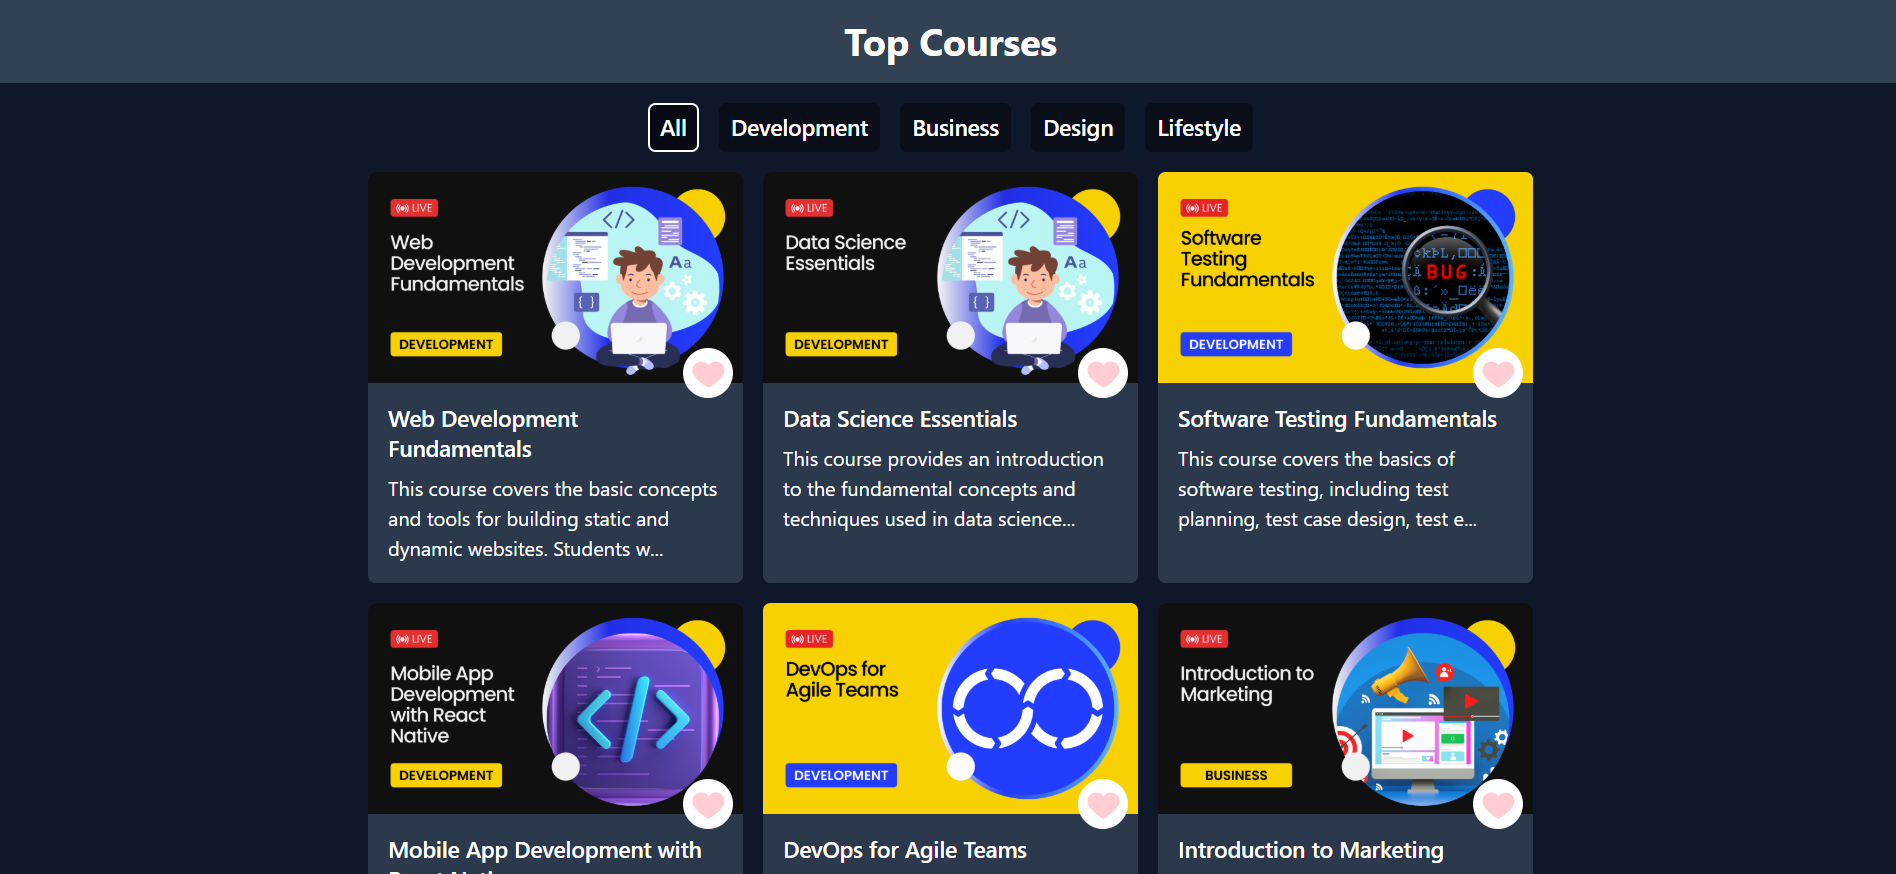 Top Courses
All
Development
Business
Design
Lifestyle
LIVE
Web
Development
Fundamentals
DEVELOPMENT
Aa
{ }
</>
Web Development
Fundamentals
This course covers the basic concepts
and tools for building static and
dynamic websites. Students w...
LIVE
Data Science
Essentials
DEVELOPMENT
Aa
{ }
</>
Data Science Essentials
This course provides an introduction
to the fundamental concepts and
techniques used in data science...
LIVE
Software
Testing
Fundamentals
DEVELOPMENT
BUG
Software Testing Fundamentals
This course covers the basics of
software testing, including test
planning, test case design, test e...
LIVE
Mobile App
Development
with React
Native
DEVELOPMENT
</>
Mobile App Development with
LIVE
DevOps for
Agile Teams
DEVELOPMENT
DevOps for Agile Teams
LIVE
Introduction to
Marketing
BUSINESS
Introduction to Marketing